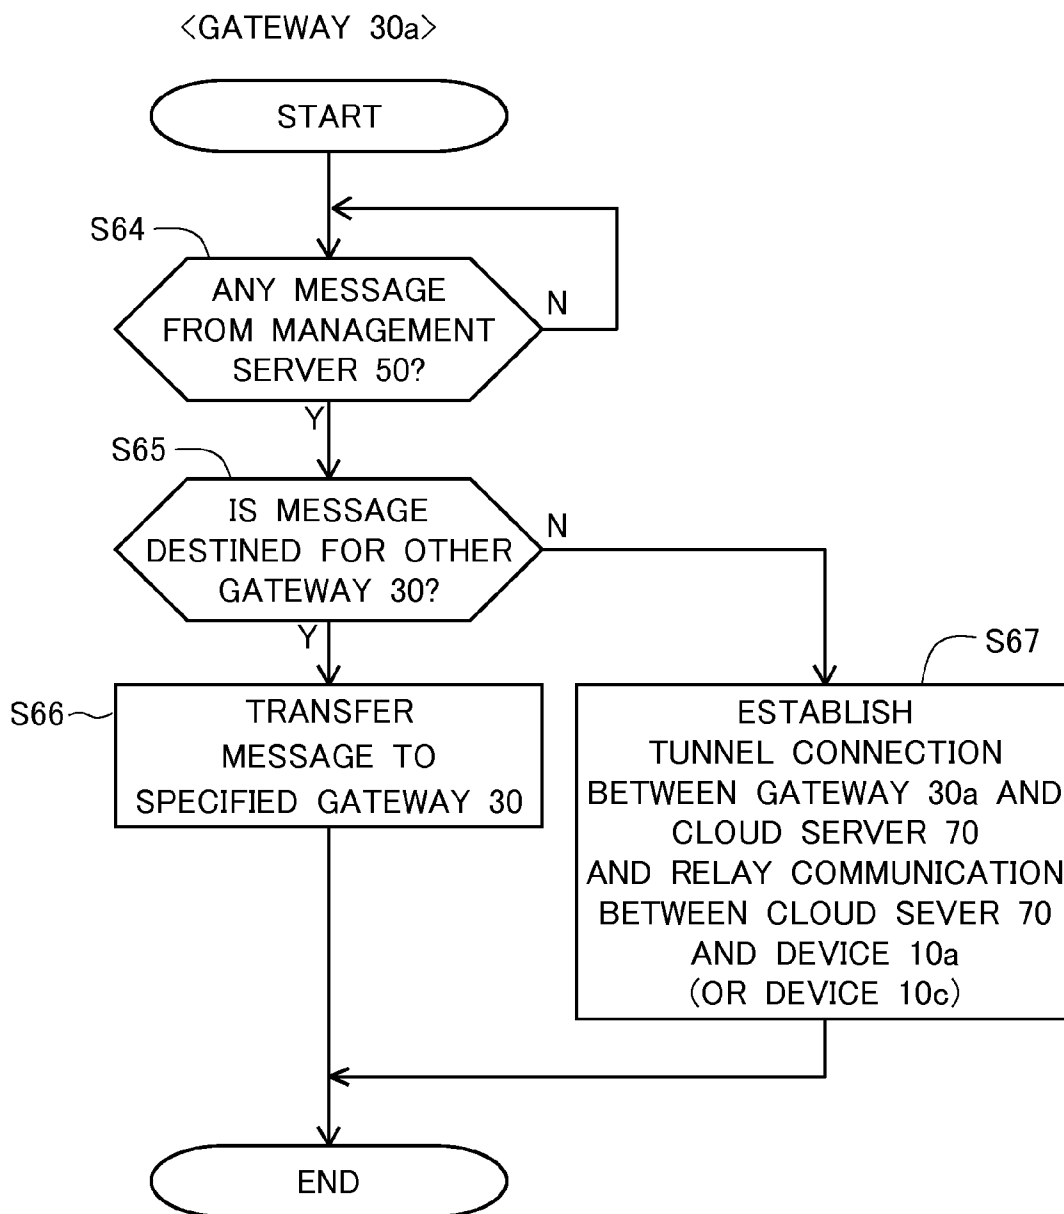 <GATEWAY 30a>
START
S64
ANY MESSAGE
FROM MANAGEMENT
SERVER 50?
N
Y
S65
IS MESSAGE
DESTINED FOR OTHER
GATEWAY 30?
N
Y
S66
TRANSFER
MESSAGE TO
SPECIFIED GATEWAY 30
S67
ESTABLISH
TUNNEL CONNECTION
BETWEEN GATEWAY 30a AND
CLOUD SERVER 70
AND RELAY COMMUNICATION
BETWEEN CLOUD SEVER 70
AND DEVICE 10a
(OR DEVICE 10c)
END